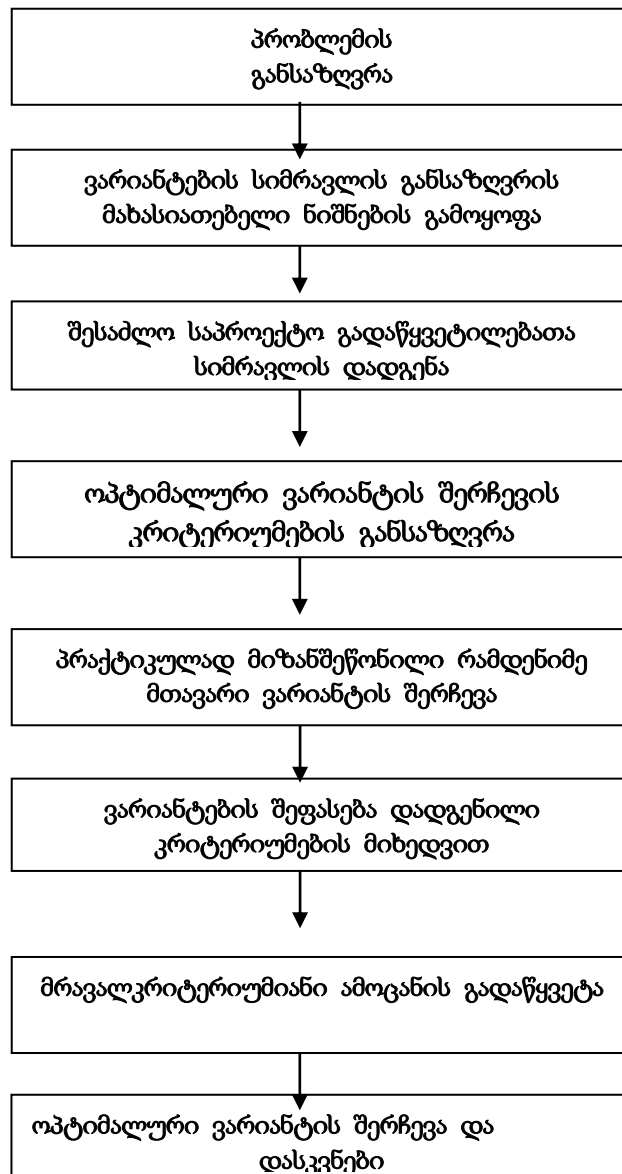 პრობლემის
განსაზღვრა
ვარიანტების სიმრავლის განსაზღვრის
მახასიათებელი ნიშნების გამოყოფა
შესაძლო საპროექტო გადაწყვეტილებათა
სიმრავლის დადგენა
ოპტიმალური ვარიანტის შერჩევის
კრიტერიუმების განსაზღვრა
პრაქტიკულად მიზანშეწონილი რამდენიმე
მთავარი ვარიანტის შერჩევა
ვარიანტების შეფასება დადგენილი
კრიტერიუმების მიხედვით
მრავალკრიტერიუმიანი ამოცანის გადაწყვეტა
ოპტიმალური ვარიანტის შერჩევა და
დასკვნები